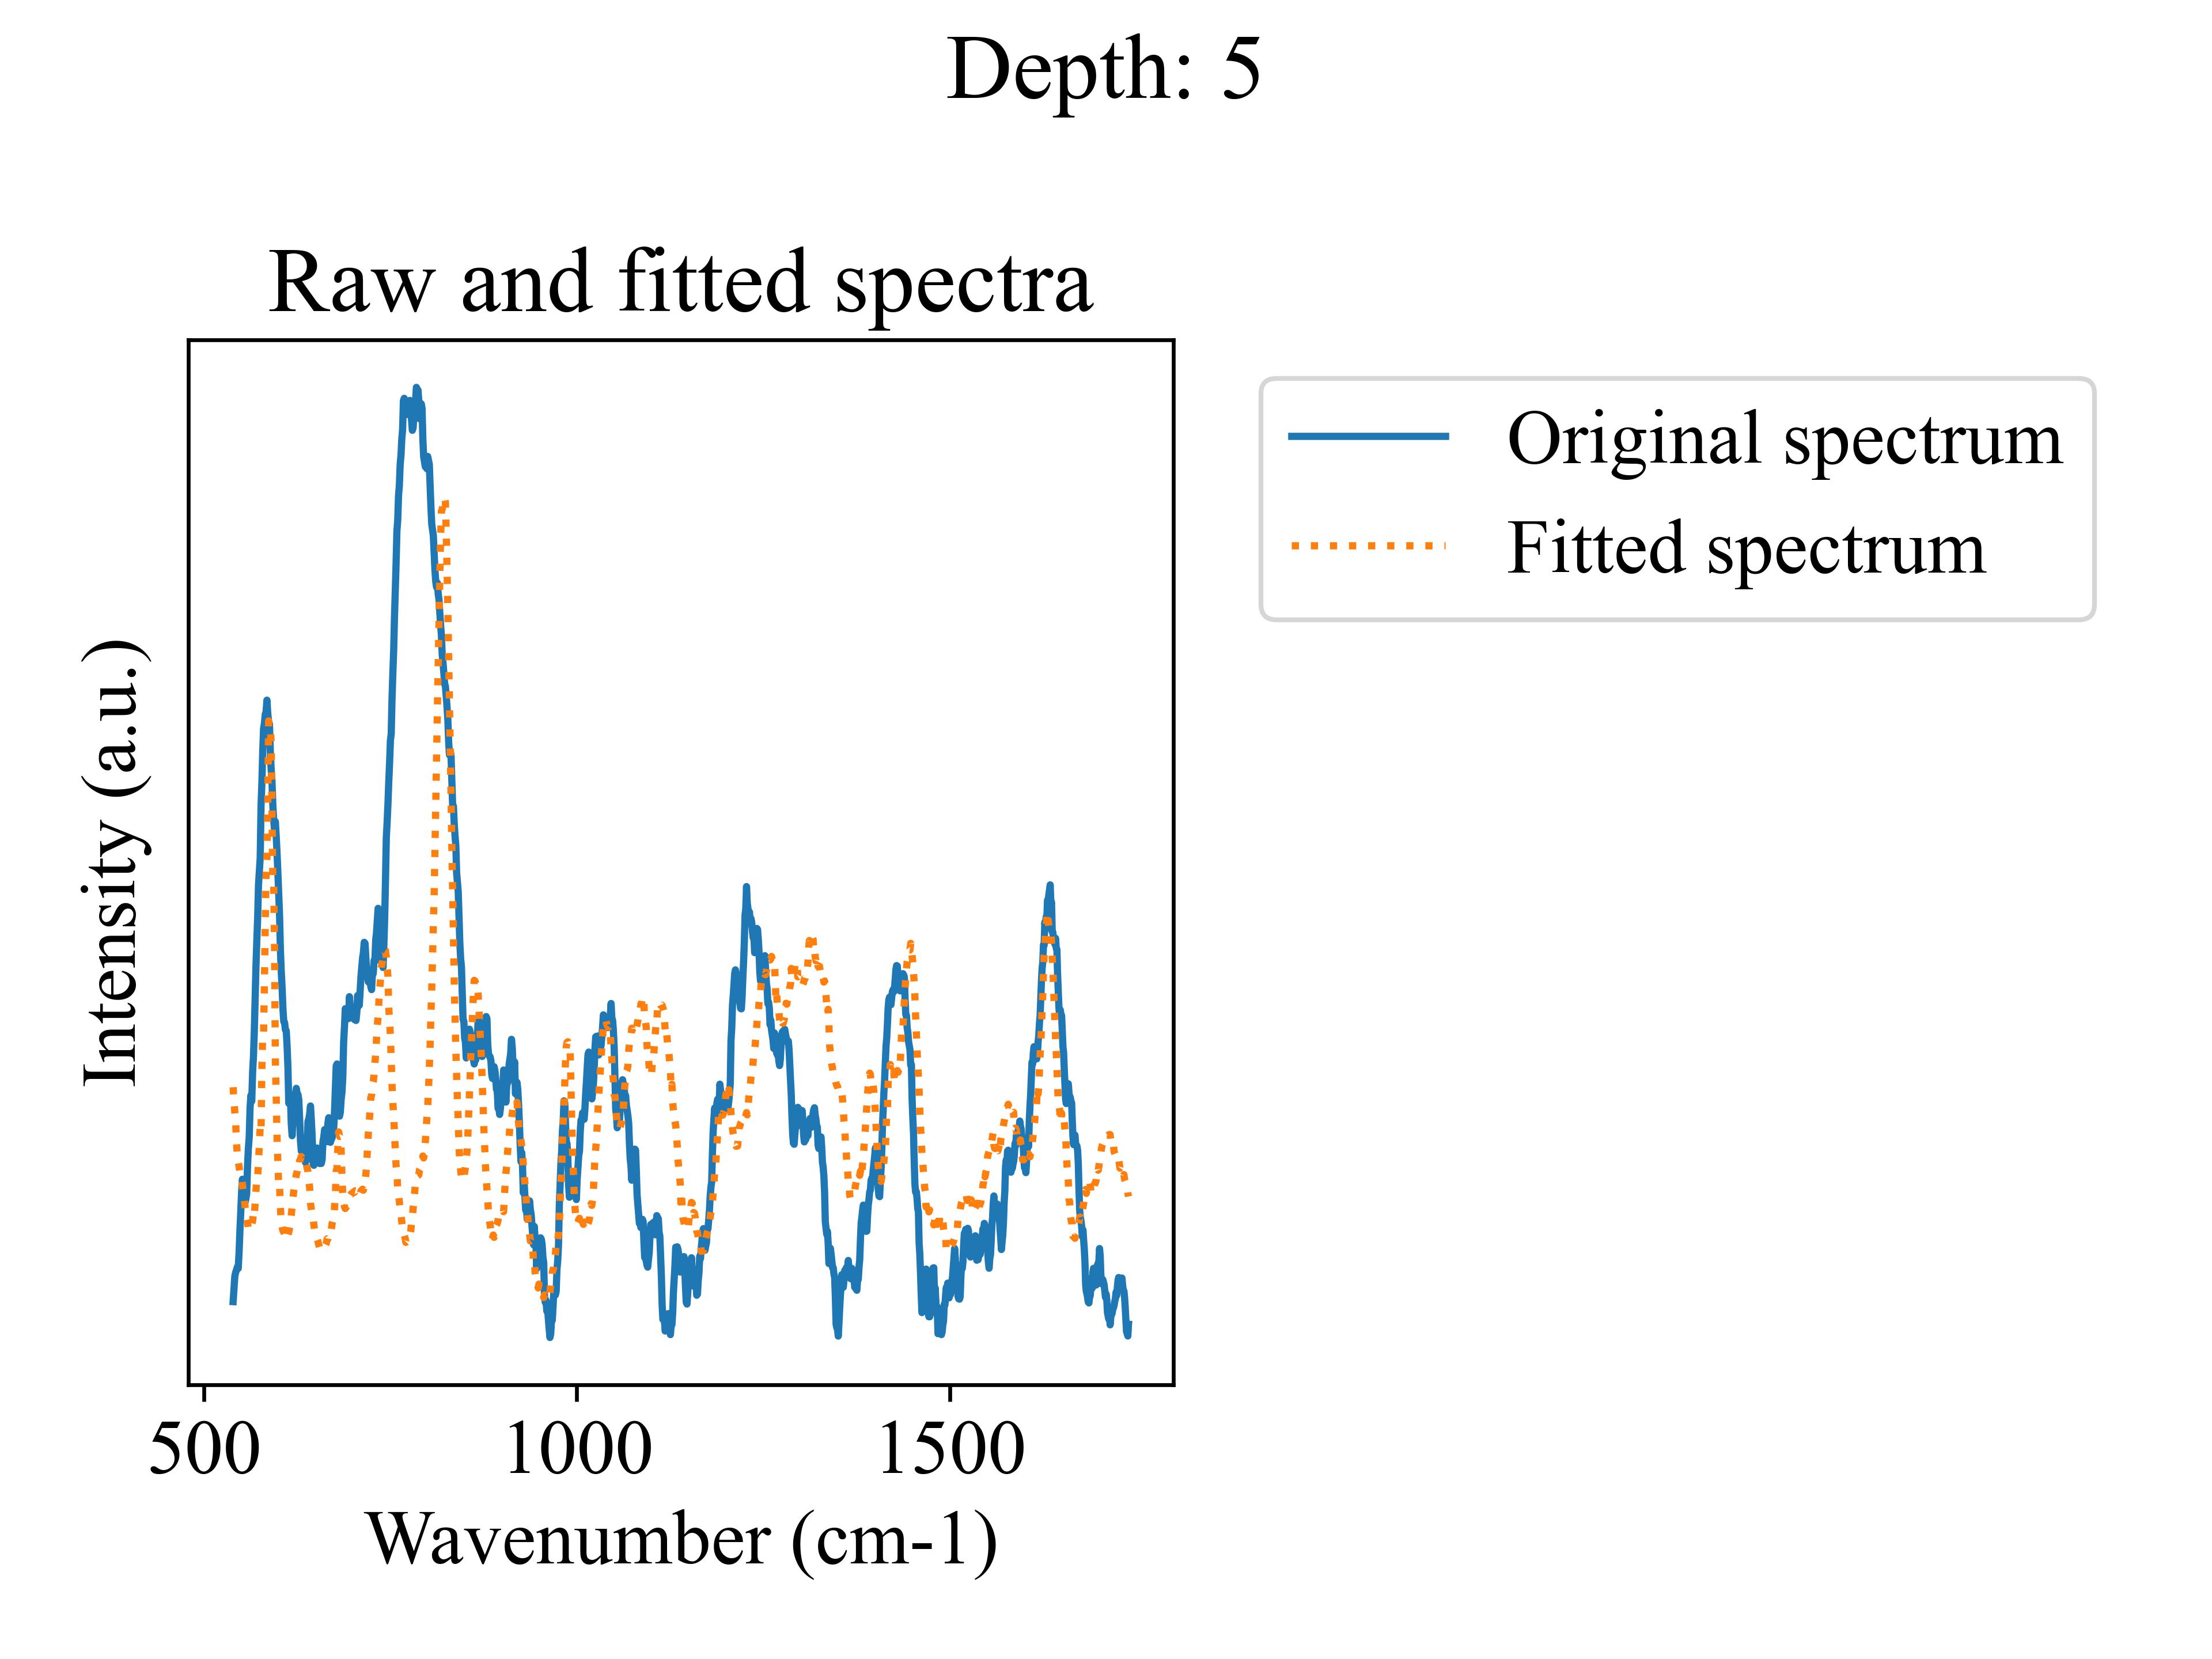 Depth: 5
Raw and fitted spectra
Original spectrum
Fitted spectrum
Intensity (a.u.)
500 1000 1500
Wavenumber (cm-1)